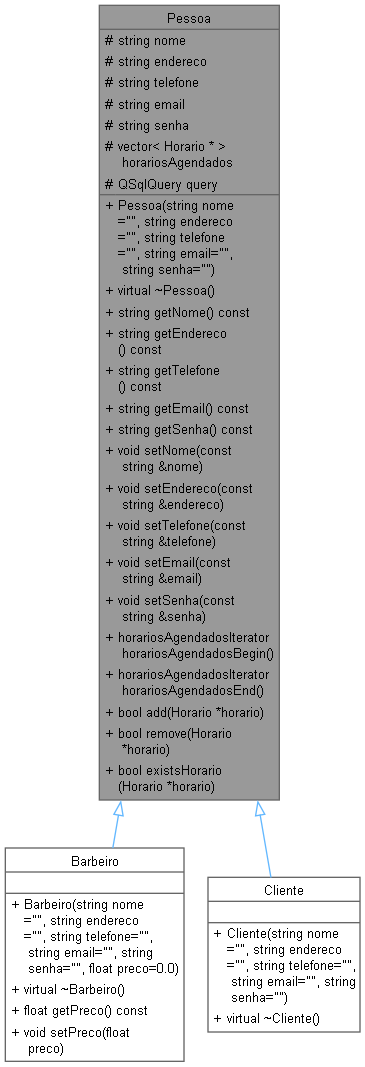 Pessoa
# string nome
# string endereco
# string telefone
# string email
# string senha
# vector< Horario * >
horariosAgendados
# QSqlQuery query
+ Pessoa(string nome
="", string endereco
="", string telefone
="", string email="",
string senha="")
+ virtual ~Pessoa()
+ string getNome() const
+ string getEndereco
() const
+ string getTelefone
() const
+ string getEmail() const
+ string getSenha() const
+ void setNome(const
string &nome)
+ void setEndereco(const
string &endereco)
+ void setTelefone(const
string &telefone)
+ void setEmail(const
string &email)
+ void setSenha(const
string &senha)
+ horariosAgendadosIterator
horariosAgendadosBegin()
+ horariosAgendadosIterator
horariosAgendadosEnd()
+ bool add(Horario *horario)
+ bool remove(Horario
*horario)
+ bool existsHorario
(Horario *horario)
Barbeiro
+ Barbeiro(string nome
="", string endereco
="", string telefone="",
string email="", string
senha="", float preco=0.0)
+ virtual ~Barbeiro()
+ float getPreco() const
+ void setPreco(float
preco)
Cliente
+ Cliente(string nome
="", string endereco
="", string telefone="",
string email="", string
senha="")
+ virtual ~Cliente()